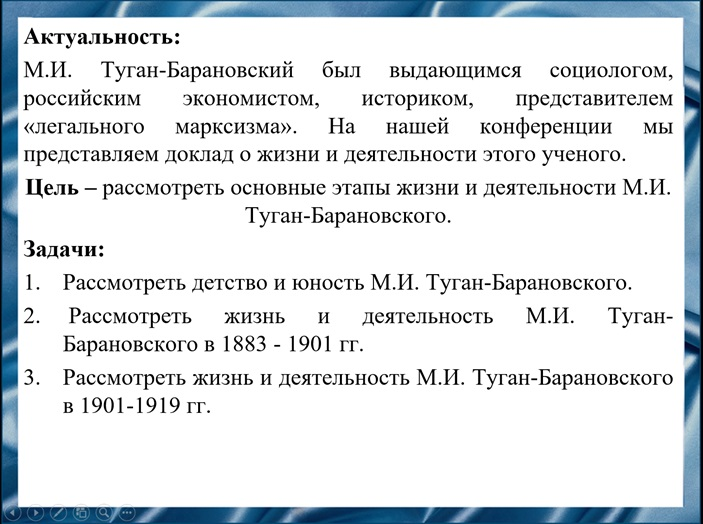 Актуальность:
М.И. Туган-Барановский был выдающимся социологом,
российским экономистом, историком, представителем
«легального марксизма». На нашей конференции мы
представляем доклад о жизни и деятельности этого ученого.
Цель – рассмотреть основные этапы жизни и деятельности М.И.
Туган-Барановского.
Задачи:
1. Рассмотреть детство и юность М.И. Туган-Барановского.
2. Рассмотреть жизнь и деятельность М.И. Туган-
Барановского в 1883 - 1901 гг.
3. Рассмотреть жизнь и деятельность М.И. Туган-Барановского
в 1901-1919 гг.